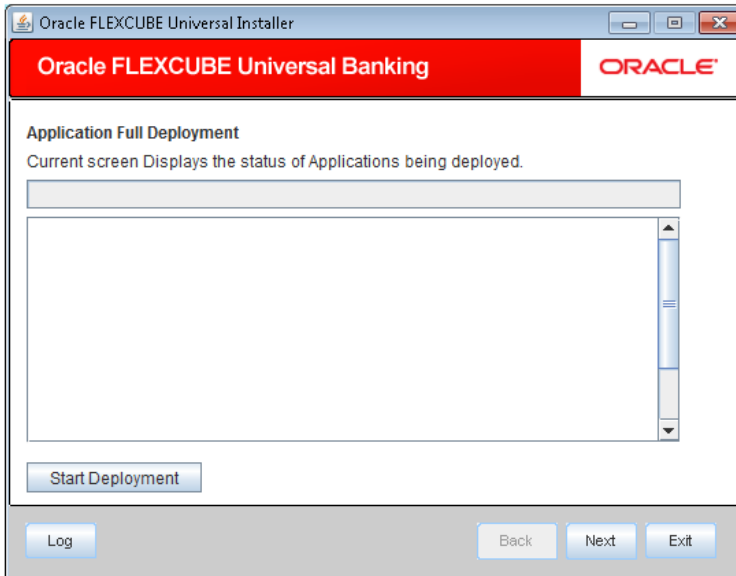 Oracle FLEXCUBE Universal Installer
Oracle FLEXCUBE Universal Banking
ORACLE
Application Full Deployment
Current screen Displays the status of Applications being deployed.
Start Deployment
Log
Back
Next
Exit